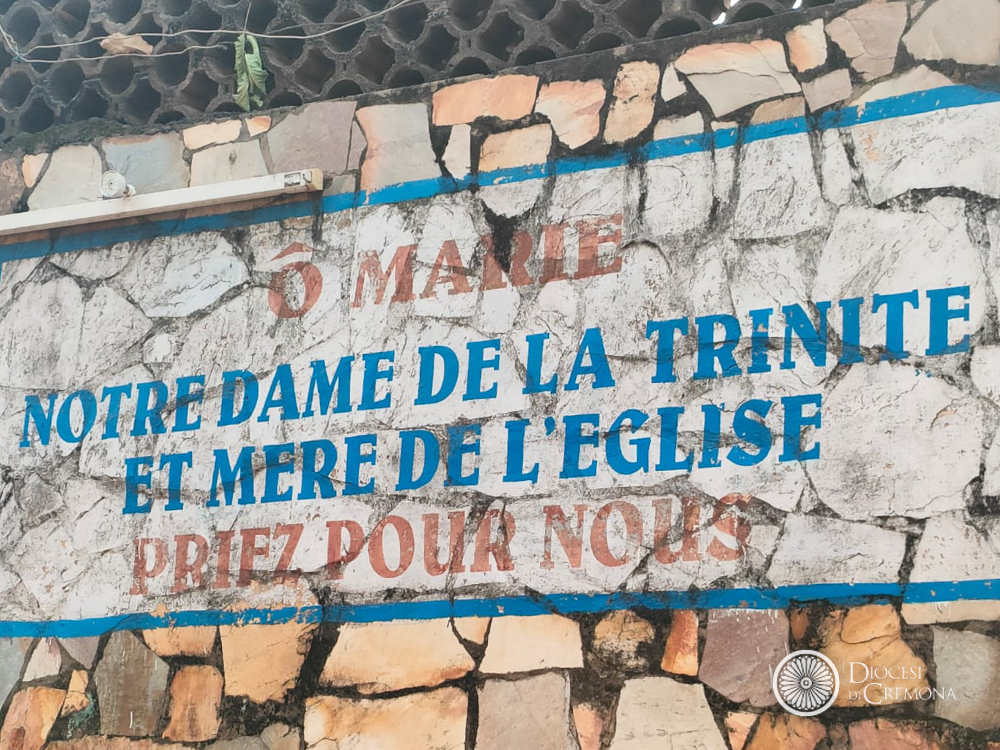 Ô MARIE
NOTRE DAME DE LA TRINITE
ET MERE DE L'EGLISE
PRIEZ POUR NOUS
DIOCESI
DI CREMONA